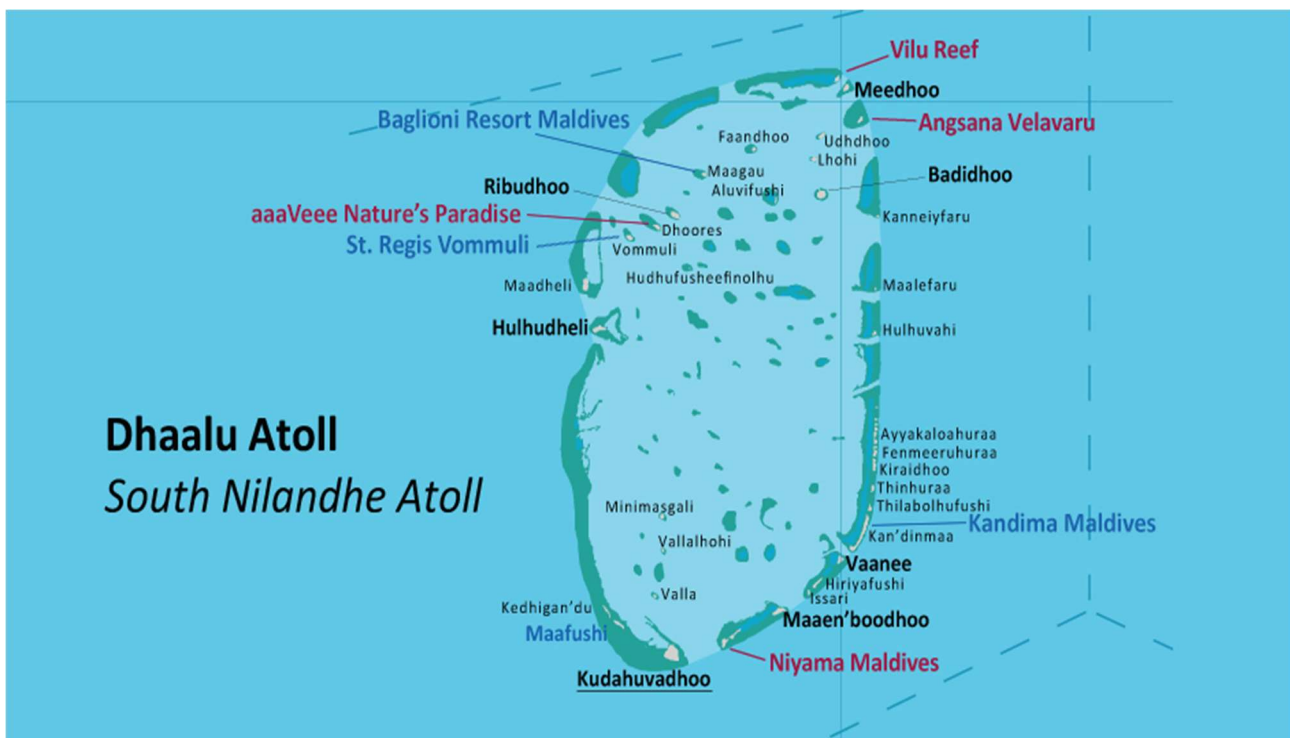 Vilu Reef
Meedhoo
Baglioni Resort Maldives
Angsana Velavaru
Faandhoo
Udhdhoo
Lhohi
Maagau
Badidhoo
Ribudhoo
Aluvifushi
aaaVeee Nature's Paradise
Kanneiyfaru
Dhoores
St. Regis Vommuli
Vommuli
Hudhufusheefinolhu
Maadheli
Maalefaru
Hulhudheli
Hulhuvahi
Dhaalu Atoll
South Nilandhe Atoll
Ayyakaloahuraa
Fenmeeruhuraa
Kiraidhoo
Thinhuraa
Thilabolhufushi
Minimasgali
Kandima Maldives
Kan'dinmaa
Vallalhohi
Vaanee
Hiriyafushi
Issari
Valla
Kedhigan'du
Maaen'boodhoo
Maafushi
Niyama Maldives
Kudahuvadhoo